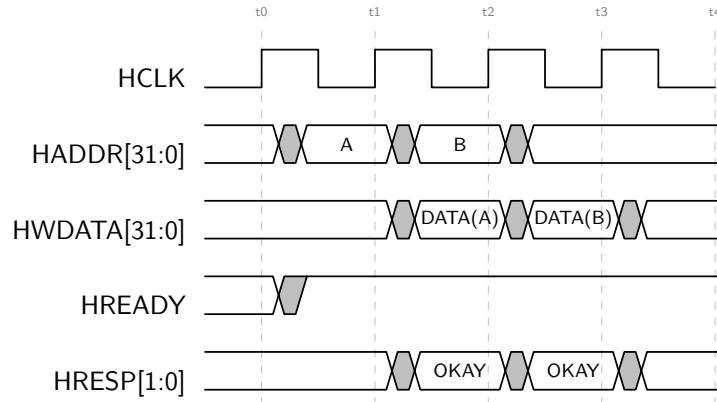 t0 t1 t2 t3 t4
HCLK
HADDR[31:0] A B
HWDATA[31:0] DATA(A) DATA(B)
HREADY
HRESP[1:0] OKAY OKAY